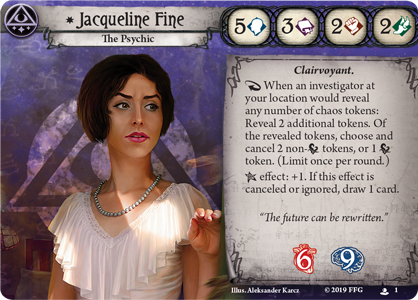 * Jacqueline Fine
The Psychic
5 3 2 2
Clairvoyant.
When an investigator at
your location would reveal
any number of chaos tokens:
Reveal 2 additional tokens. Of
the revealed tokens, choose and
cancel 2 non- tokens, or 1
token. (Limit once per round.)
effect: +1. If this effect is
canceled or ignored, draw 1 card.
“The future can be rewritten.”
6 9
Illus. Aleksander Karcz
© 2019 FFG
1